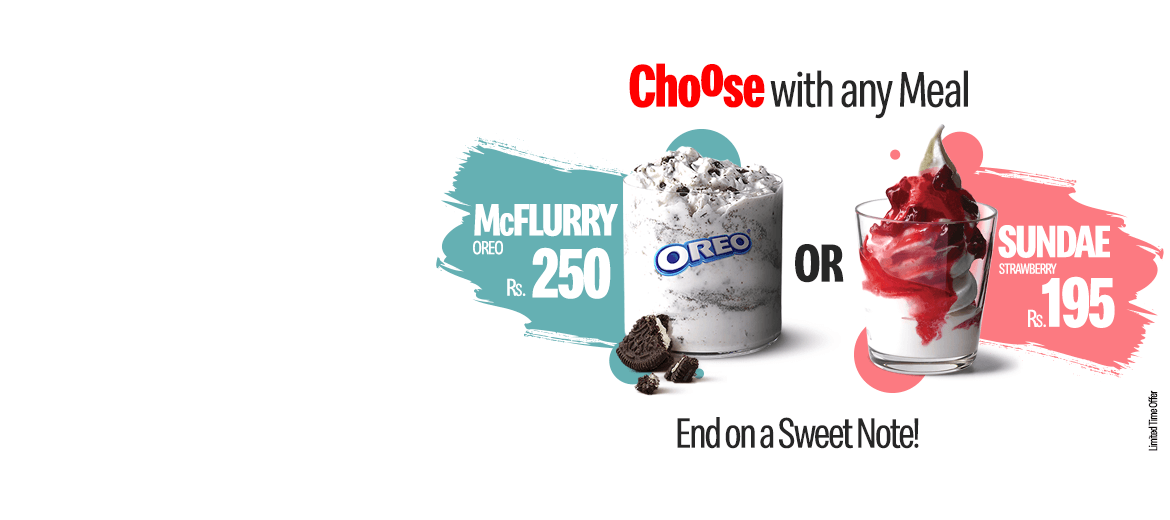 Choose with any Meal
McFLURRY
OREO
Rs. 250
OREO
OR
SUNDAE
STRAWBERRY
Rs. 195
End on a Sweet Note!
Limited Time Offer